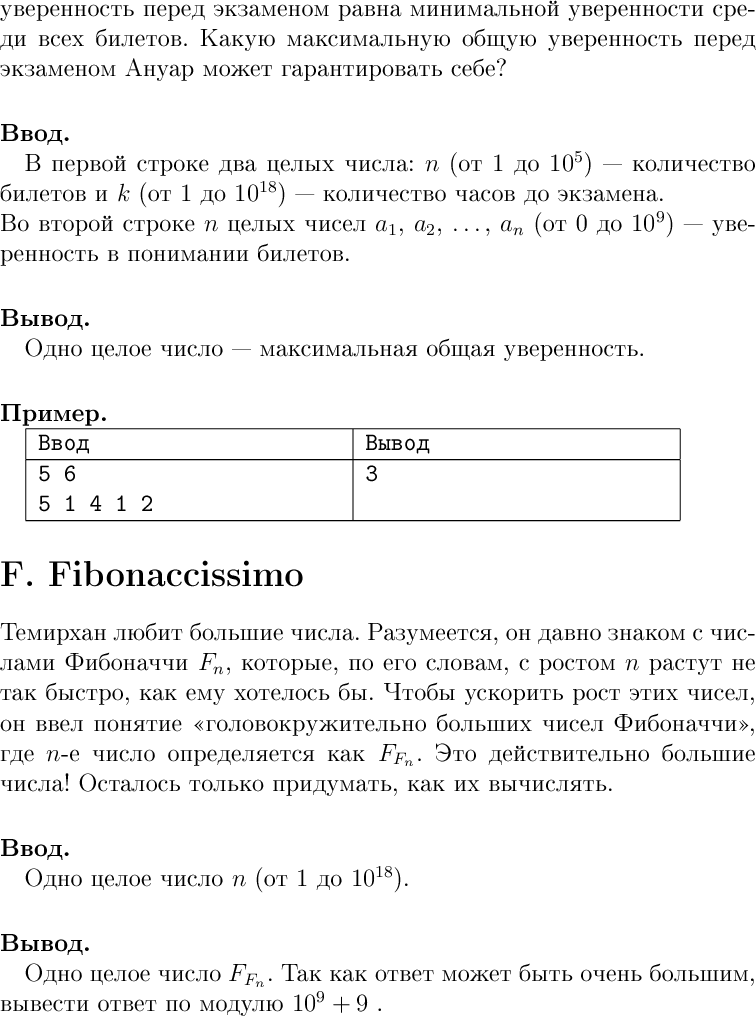 уверенность перед экзаменом равна минимальной уверенности сре-
ди всех билетов. Какую максимальную общую уверенность перед
экзаменом Ануар может гарантировать себе?
Ввод.
В первой строке два целых числа: n (от 1 до 10^5) — количество
билетов и k (от 1 до 10^18) — количество часов до экзамена.
Во второй строке n целых чисел a_1, a_2, ..., a_n (от 0 до 10^9) — уве-
ренность в понимании билетов.
Вывод.
Одно целое число — максимальная общая уверенность.
Пример.
Ввод Вывод
5 6 3
5 1 4 1 2
F. Fibonaccissimo
Темирхан любит большие числа. Разумеется, он давно знаком с чис-
лами Фибоначчи F_n, которые, по его словам, с ростом n растут не
так быстро, как ему хотелось бы. Чтобы ускорить рост этих чисел,
он ввел понятие «головокружительно больших чисел Фибоначчи»,
где n-е число определяется как F_{F_n}. Это действительно большие
числа! Осталось только придумать, как их вычислять.
Ввод.
Одно целое число n (от 1 до 10^18).
Вывод.
Одно целое число F_{F_n}. Так как ответ может быть очень большим,
вывести ответ по модулю 10^9 + 9 .